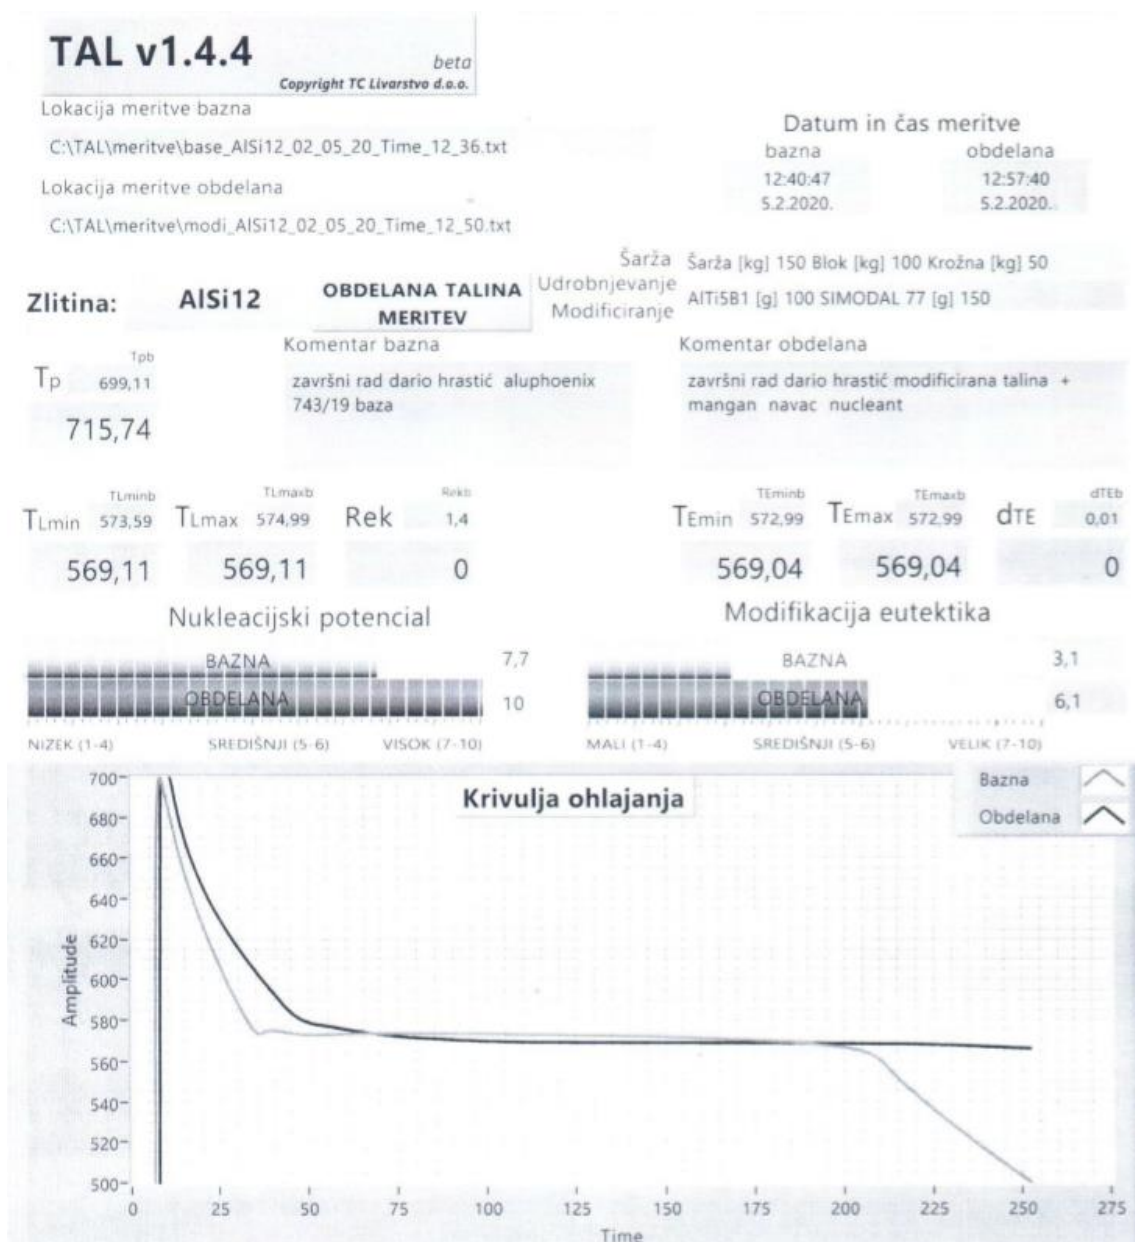 TAL v1.4.4
beta
Copyright TC Livarstvo d.o.o.
Lokacija meritve bazna
C:\TAL\meritve\base_AlSi12_02_05_20_Time_12_36.txt
Lokacija meritve obdelana
C:\TAL\meritve\modi_AlSi12_02_05_20_Time_12_50.txt
Datum in čas meritve
bazna obdelana
12:40:47 12:57:40
5.2.2020. 5.2.2020.
Šarža Šarža [kg] 150 Blok [kg] 100 Krožna [kg] 50
Udrobnjevanje
Modificiranje AlTi5B1 [g] 100 SIMODAL 77 [g] 150
Zlitina: AlSi12 OBDELANA TALINA
MERITEV
Tpb
Tp 699,11
715,74
Komentar bazna
završni rad dario hrastić aluphoenix
743/19 baza
Komentar obdelana
završni rad dario hrastić modificirana talina +
mangan navac nucleant
TLminb TLmaxb Rekb TEminb TEmaxb dTEb
TLmin 573,59 TLmax 574,99 Rek 1,4 TEmin 572,99 TEmax 572,99 dTE 0,01
569,11 569,11 0 569,04 569,04 0
Nukleacijski potencial
BAZNA 7,7
OBDELANA 10
NIZEK (1-4) SREDIŠNJI (5-6) VISOK (7-10)
Modifikacija eutektika
BAZNA 3,1
OBDELANA 6,1
MALI (1-4) SREDIŠNJI (5-6) VELIK (7-10)
Krivulja ohlajanja
Bazna
Obdelana
Amplitude
700
680
660
640
620
600
580
560
540
520
500
0 25 50 75 100 125 150 175 200 225 250 275
Time